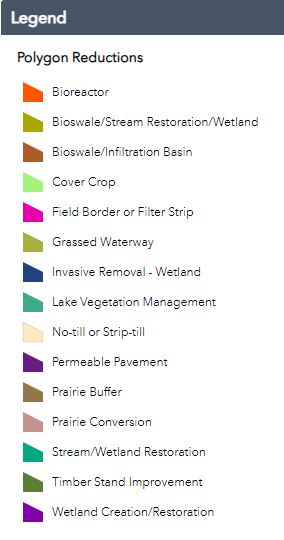 Legend
Polygon Reductions
Bioreactor
Bioswale/Stream Restoration/Wetland
Bioswale/Infiltration Basin
Cover Crop
Field Border or Filter Strip
Grassed Waterway
Invasive Removal - Wetland
Lake Vegetation Management
No-till or Strip-till
Permeable Pavement
Prairie Buffer
Prairie Conversion
Stream/Wetland Restoration
Timber Stand Improvement
Wetland Creation/Restoration